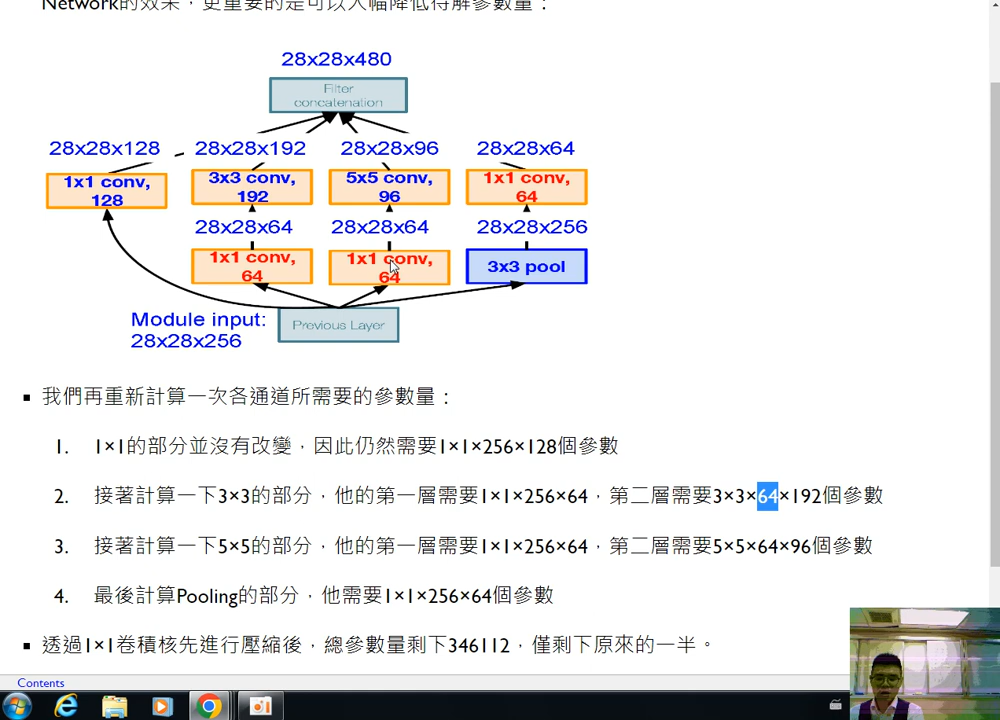 Network的效果，更重要的是可以大幅降低待解參數量：
28x28x480
Filter
concatenation
28x28x128
28x28x192
28x28x96
28x28x64
1x1 conv,
128
3x3 conv,
192
5x5 conv,
96
1x1 conv,
64
28x28x64
28x28x64
28x28x256
1x1 conv,
64
1x1 conv,
64
3x3 pool
Module input:
28x28x256
Previous Layer
▪ 我們再重新計算一次各通道所需要的參數量：
1. 1×1的部分並沒有改變，因此仍然需要1×1×256×128個參數
2. 接著計算一下3×3的部分，他的第一層需要1×1×256×64，第二層需要3×3×64×192個參數
3. 接著計算一下5×5的部分，他的第一層需要1×1×256×64，第二層需要5×5×64×96個參數
4. 最後計算Pooling的部分，他需要1×1×256×64個參數
▪ 透過1×1卷積核先進行壓縮後，總參數量剩下346112，僅剩下原來的一半。
Contents